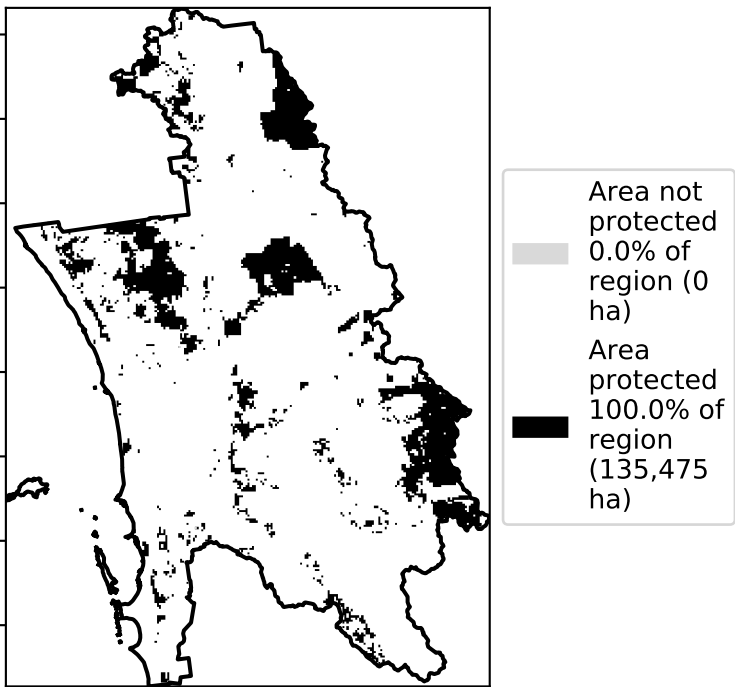 Area not
protected
0.0% of
region (0
ha)
Area
protected
100.0% of
region
(135,475
ha)